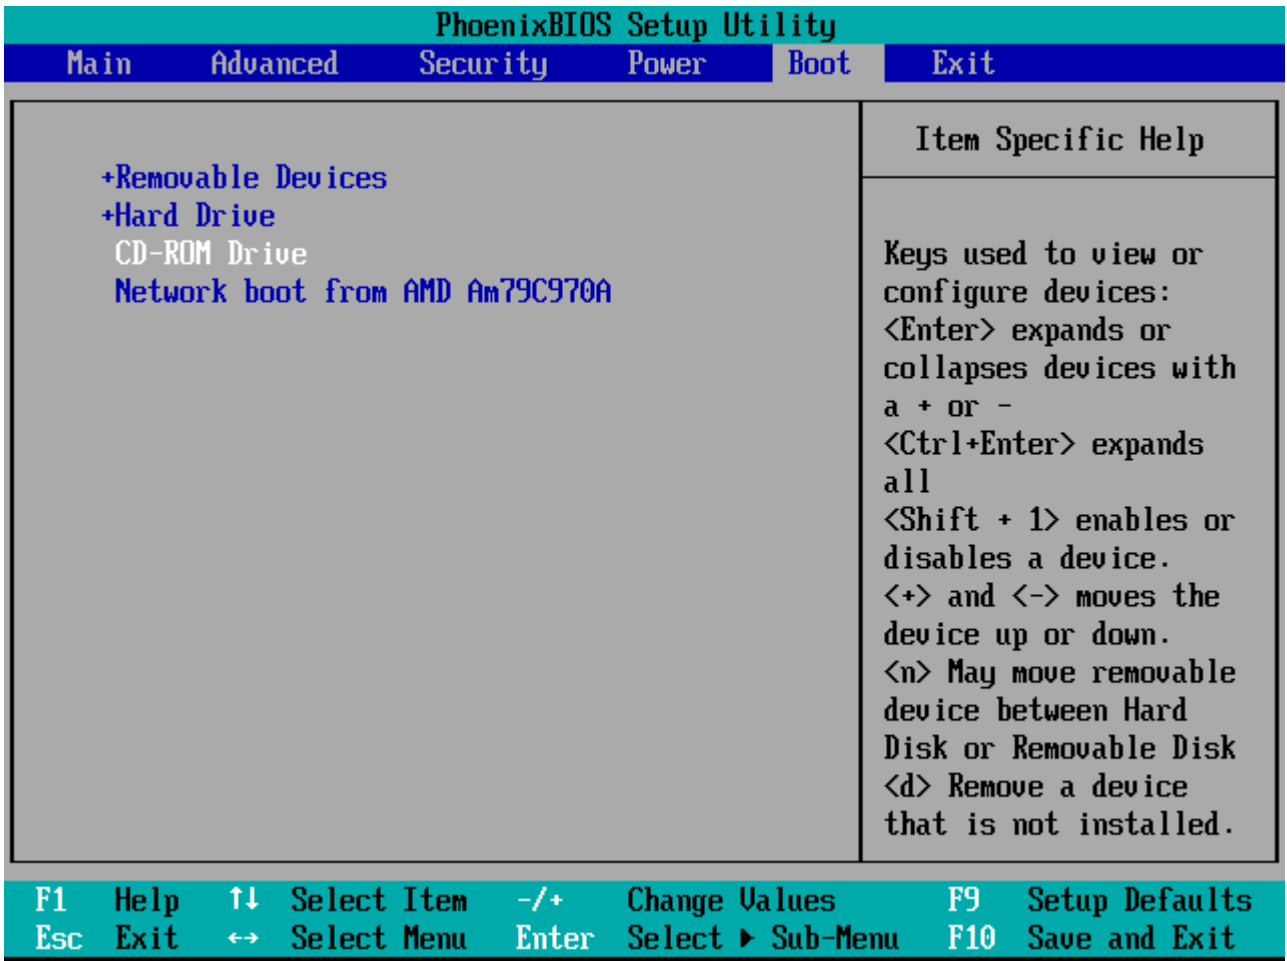 PhoenixBIOS Setup Utility
Main Advanced Security Power Boot Exit
+Removable Devices
+Hard Drive
CD-ROM Drive
Network boot from AMD Am79C970A
Item Specific Help
Keys used to view or
configure devices:
<Enter> expands or
collapses devices with
a + or -
<Ctrl+Enter> expands
all
<Shift + 1> enables or
disables a device.
<+> and <-> moves the
device up or down.
<n> May move removable
device between Hard
Disk or Removable Disk
<d> Remove a device
that is not installed.
F1 Help ↑↓ Select Item -/+ Change Values F9 Setup Defaults
Esc Exit ↔ Select Menu Enter Select ▶ Sub-Menu F10 Save and Exit